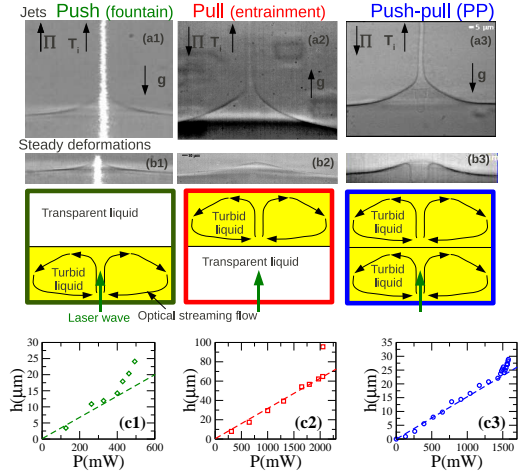 Jets Push (fountain) Pull (entrainment) Push-pull (PP)
Π T_i (a1) g
Π T_i (a2) g
Π T_i (a3) 5 µm g
Steady deformations
(b1) (b2) (b3)
Transparent liquid
Turbid liquid
Turbid liquid
Transparent liquid
Turbid liquid
Turbid liquid
Laser wave Optical streaming flow
h(µm)
35
30
25
20
15
10
5
0
0 200 400 600
P(mW)
(c1)
h(µm)
100
80
60
40
20
0
0 500 1000 1500 2000
P(mW)
(c2)
h(µm)
35
30
25
20
15
10
5
0
0 500 1000 1500
P(mW)
(c3)